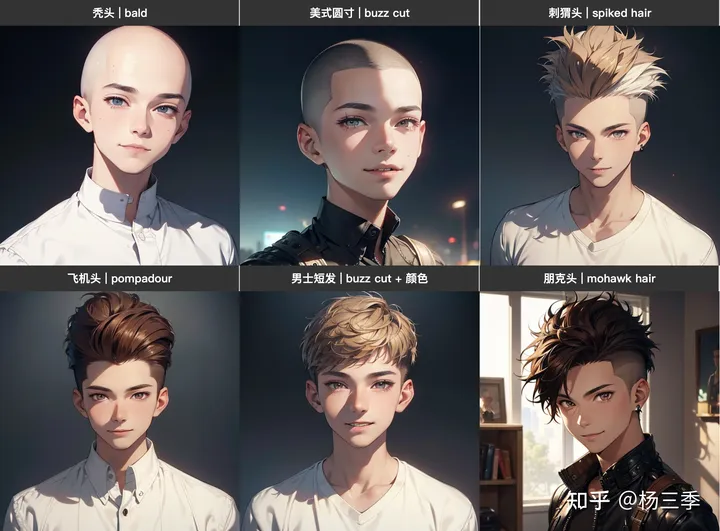 秃头 | bald
美式圆寸 | buzz cut
刺猬头 | spiked hair
飞机头 | pompadour
男士短发 | buzz cut + 颜色
朋克头 | mohawk hair
知乎 @杨三季